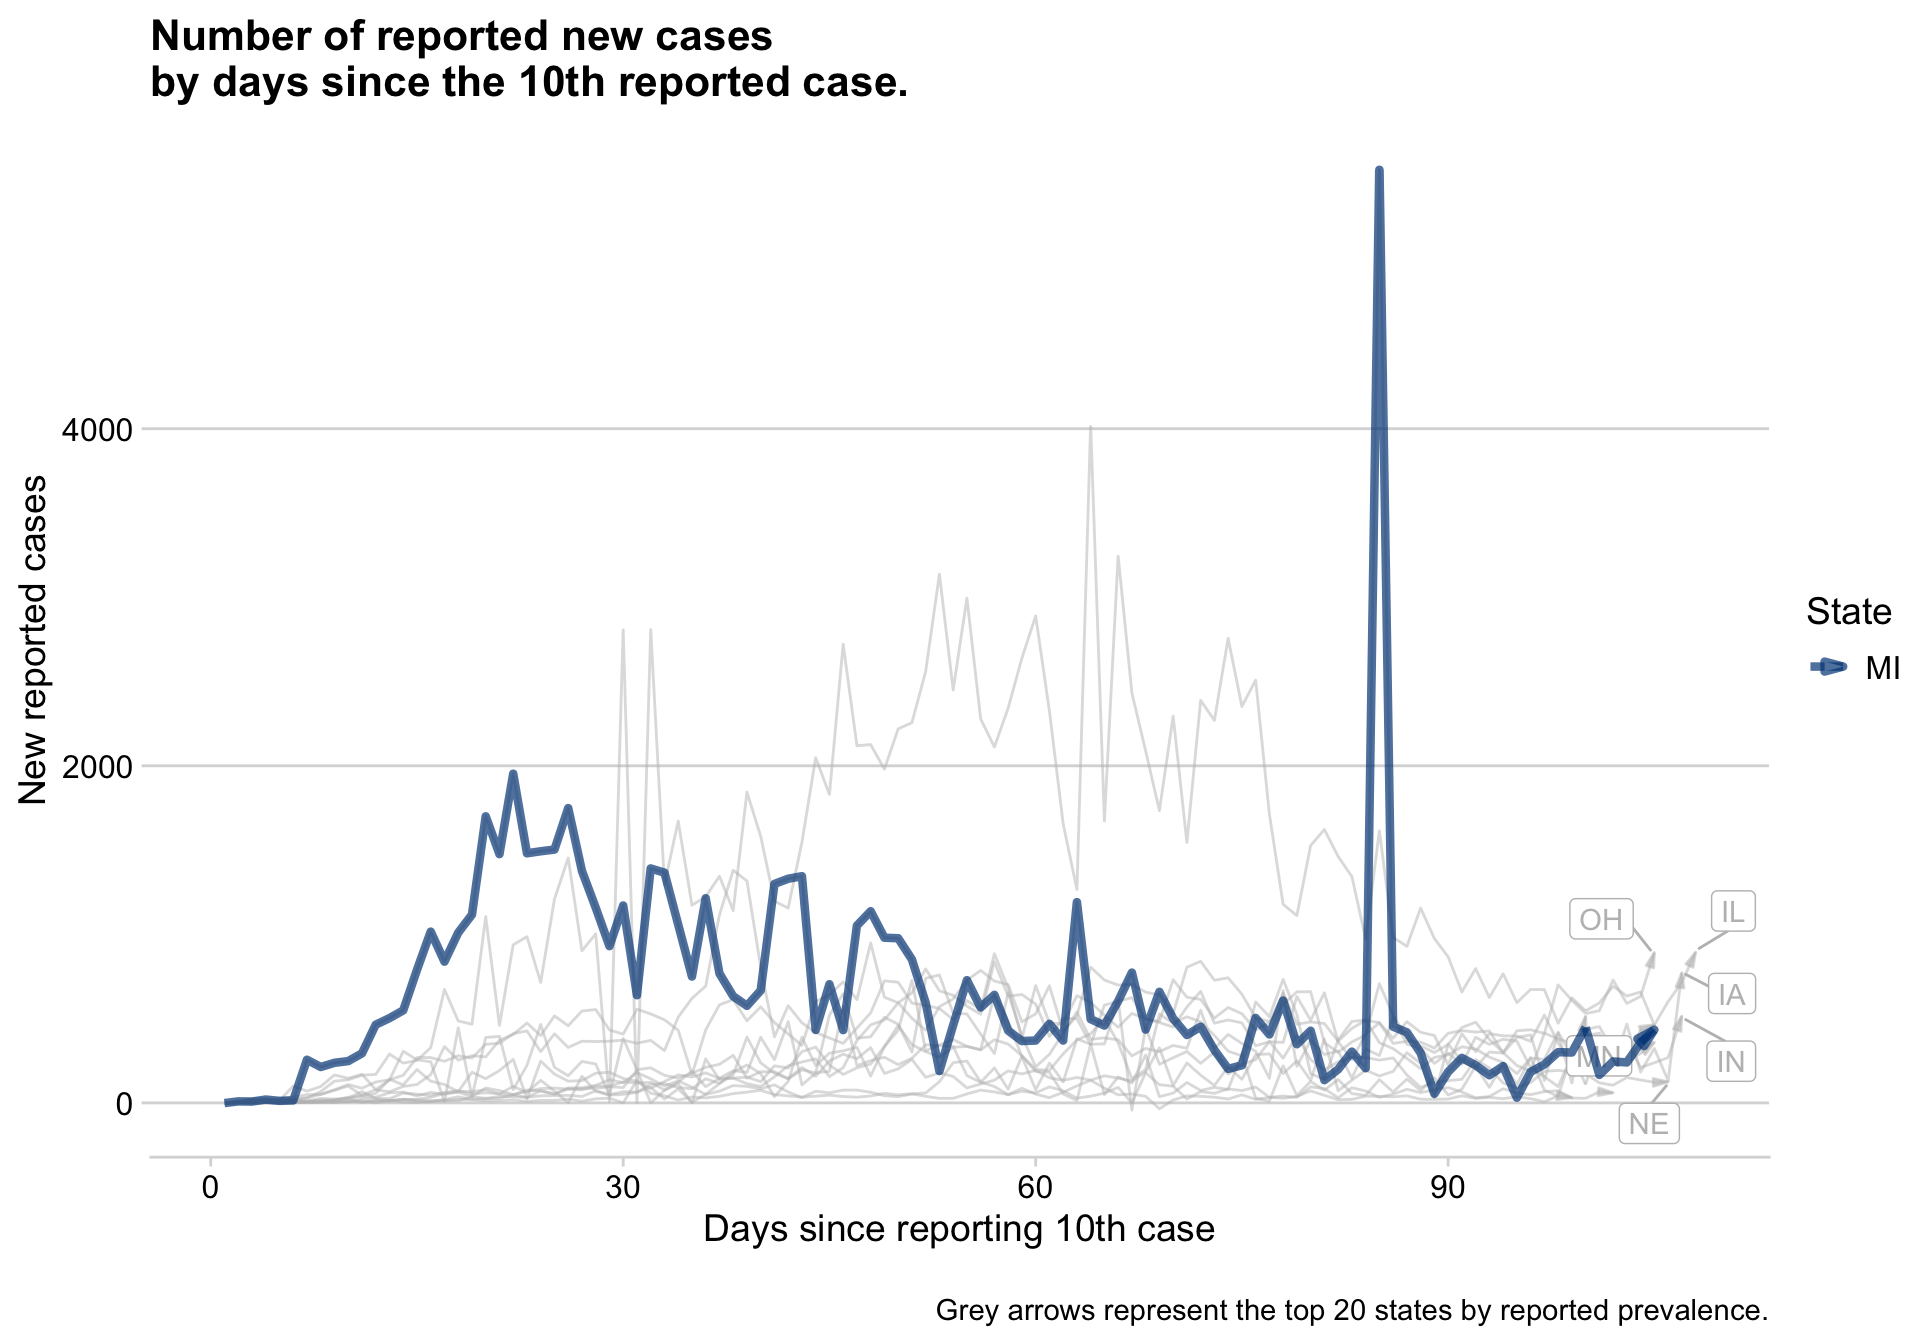 Number of reported new cases
by days since the 10th reported case.
New reported cases
4000
2000
0
0
30
60
90
Days since reporting 10th case
OH
IL
IA
MN
IN
NE
State
MI
Grey arrows represent the top 20 states by reported prevalence.